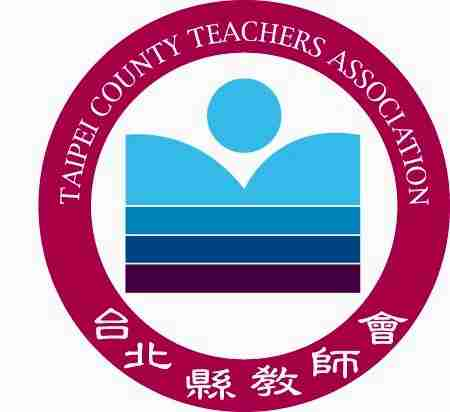 TAIPEI COUNTY TEACHERS ASSOCIATION
台北縣教師會